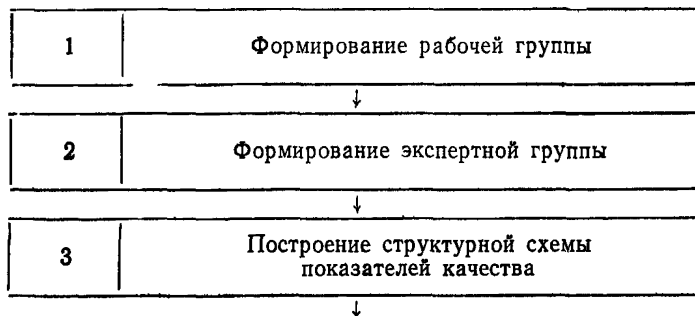 1 Формирование рабочей группы
↓
2 Формирование экспертной группы
↓
3 Построение структурной схемы
показателей качества
↓